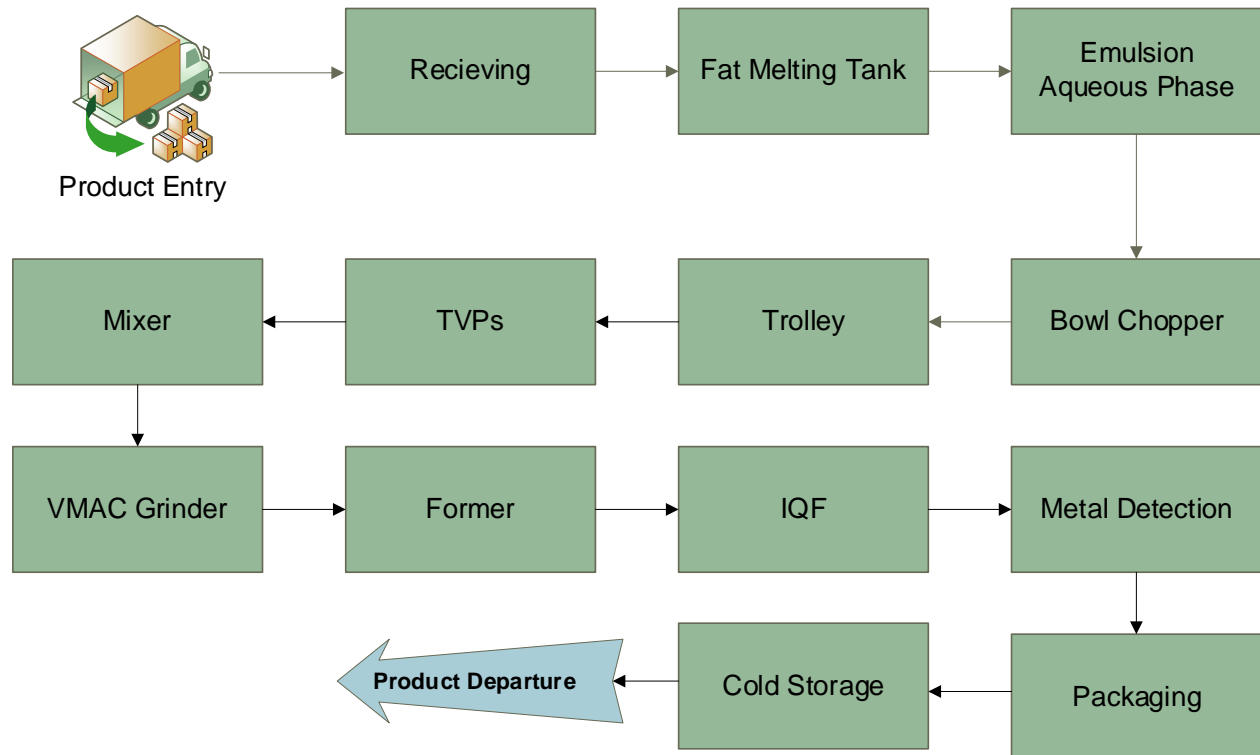 Product Entry
Recieving
Fat Melting Tank
Emulsion
Aqueous Phase
Bowl Chopper
Trolley
TVPs
Mixer
VMAC Grinder
Former
IQF
Metal Detection
Packaging
Cold Storage
Product Departure